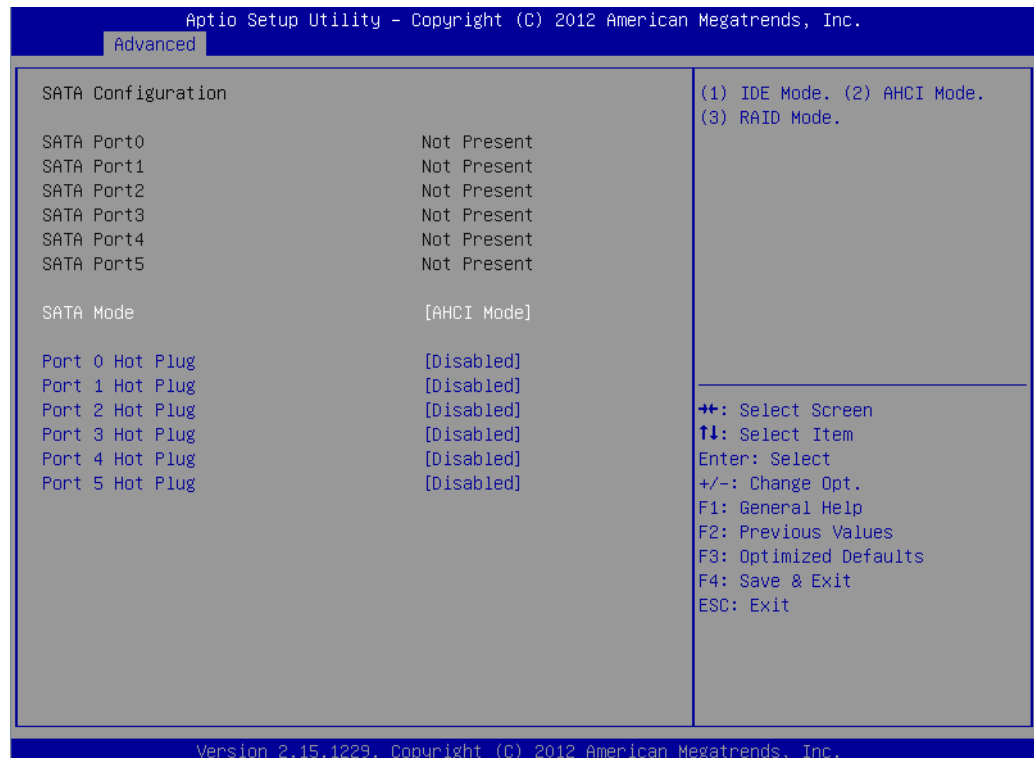 Aptio Setup Utility – Copyright (C) 2012 American Megatrends, Inc.
Advanced
SATA Configuration
SATA Port0 Not Present
SATA Port1 Not Present
SATA Port2 Not Present
SATA Port3 Not Present
SATA Port4 Not Present
SATA Port5 Not Present
SATA Mode [AHCI Mode]
Port 0 Hot Plug [Disabled]
Port 1 Hot Plug [Disabled]
Port 2 Hot Plug [Disabled]
Port 3 Hot Plug [Disabled]
Port 4 Hot Plug [Disabled]
Port 5 Hot Plug [Disabled]
(1) IDE Mode. (2) AHCI Mode.
(3) RAID Mode.
→←: Select Screen
↑↓: Select Item
Enter: Select
+/-: Change Opt.
F1: General Help
F2: Previous Values
F3: Optimized Defaults
F4: Save & Exit
ESC: Exit
Version 2.15.1229. Copyright (C) 2012 American Megatrends, Inc.